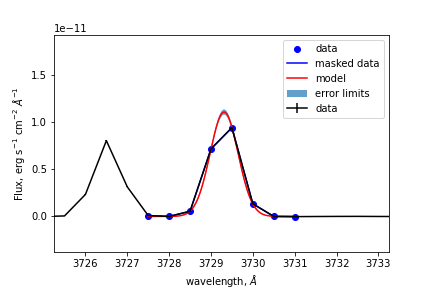 1e−11
Flux, erg s⁻¹ cm⁻² Å⁻¹
1.5
1.0
0.5
0.0
data
masked data
model
error limits
data
3726 3727 3728 3729 3730 3731 3732 3733
wavelength, Å